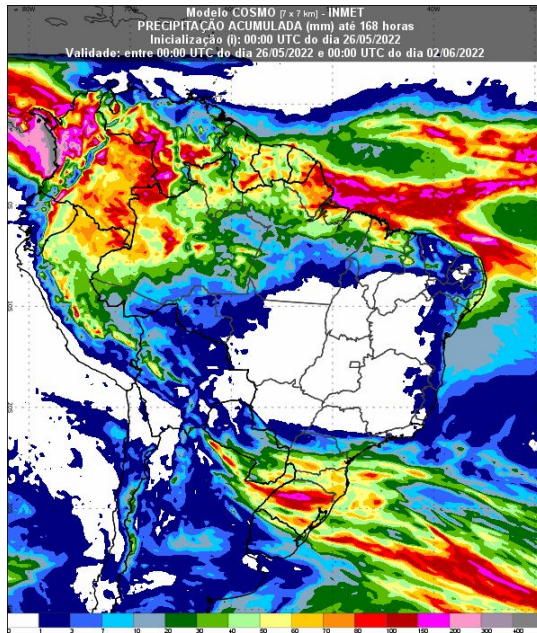 Modelo COSMO [7 x 7 km] - INMET
PRECIPITAÇÃO ACUMULADA (mm) até 168 horas
Inicialização (i): 00:00 UTC do dia 26/05/2022
Validade: entre 00:00 UTC do dia 26/05/2022 e 00:00 UTC do dia 02/06/2022
10S
20S
1 3 7 10 20 30 40 50 60 70 80 100 150 200 300 400